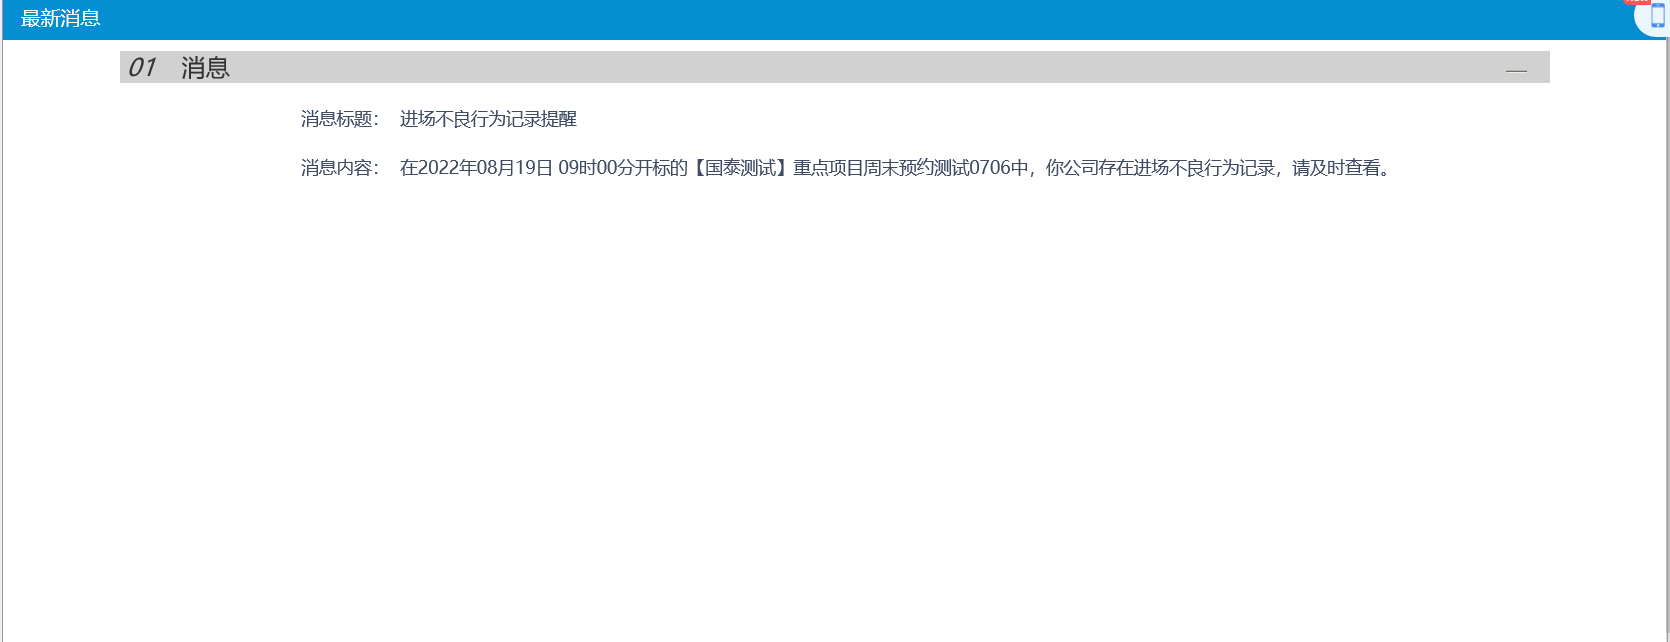 最新消息
01 消息
消息标题： 进场不良行为记录提醒
消息内容： 在2022年08月19日 09时00分开标的【国泰测试】重点项目周末预约测试0706中，你公司存在进场不良行为记录，请及时查看。